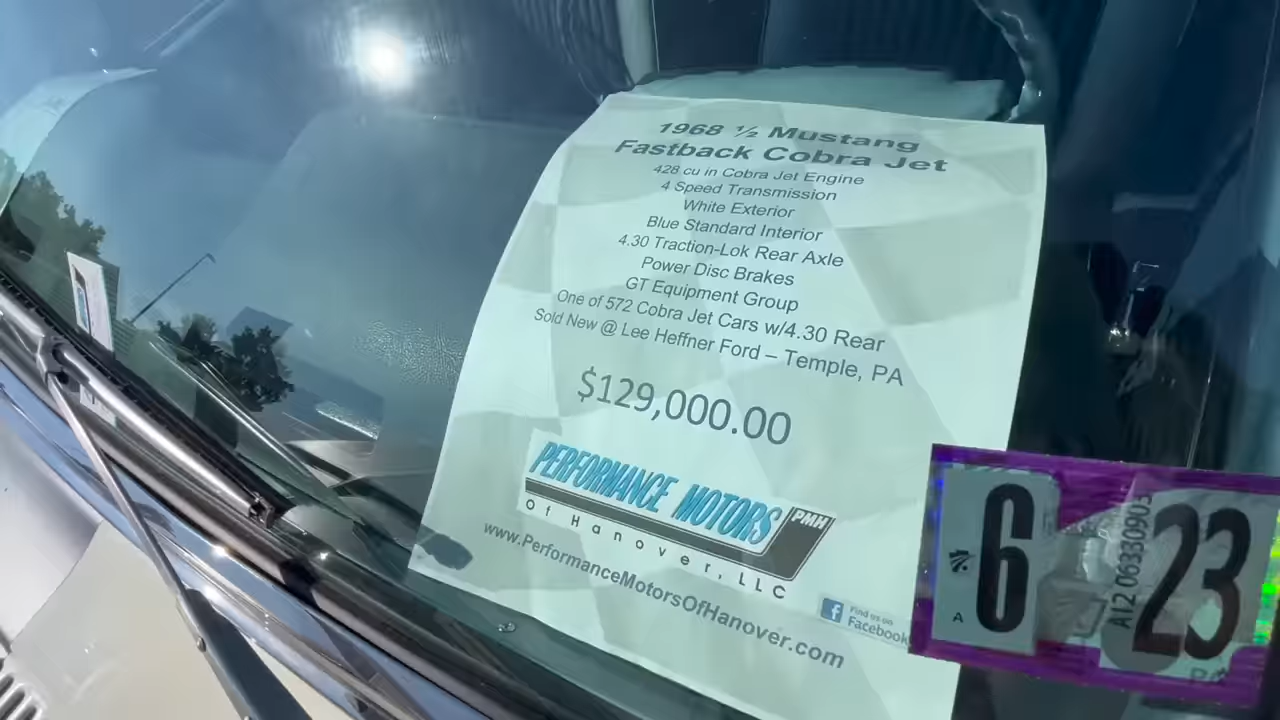 1968 ½ Mustang
Fastback Cobra Jet
428 cu in Cobra Jet Engine
4 Speed Transmission
White Exterior
Blue Standard Interior
4.30 Traction-Lok Rear Axle
Power Disc Brakes
GT Equipment Group
One of 572 Cobra Jet Cars w/4.30 Rear
Sold New @ Lee Heffner Ford – Temple, PA
$129,000.00
PERFORMANCE MOTORS
PMH
Of Hanover, LLC
www.PerformanceMotorsOfHanover.com
f Find us on
Facebook
6
A
AI2 06330903
23